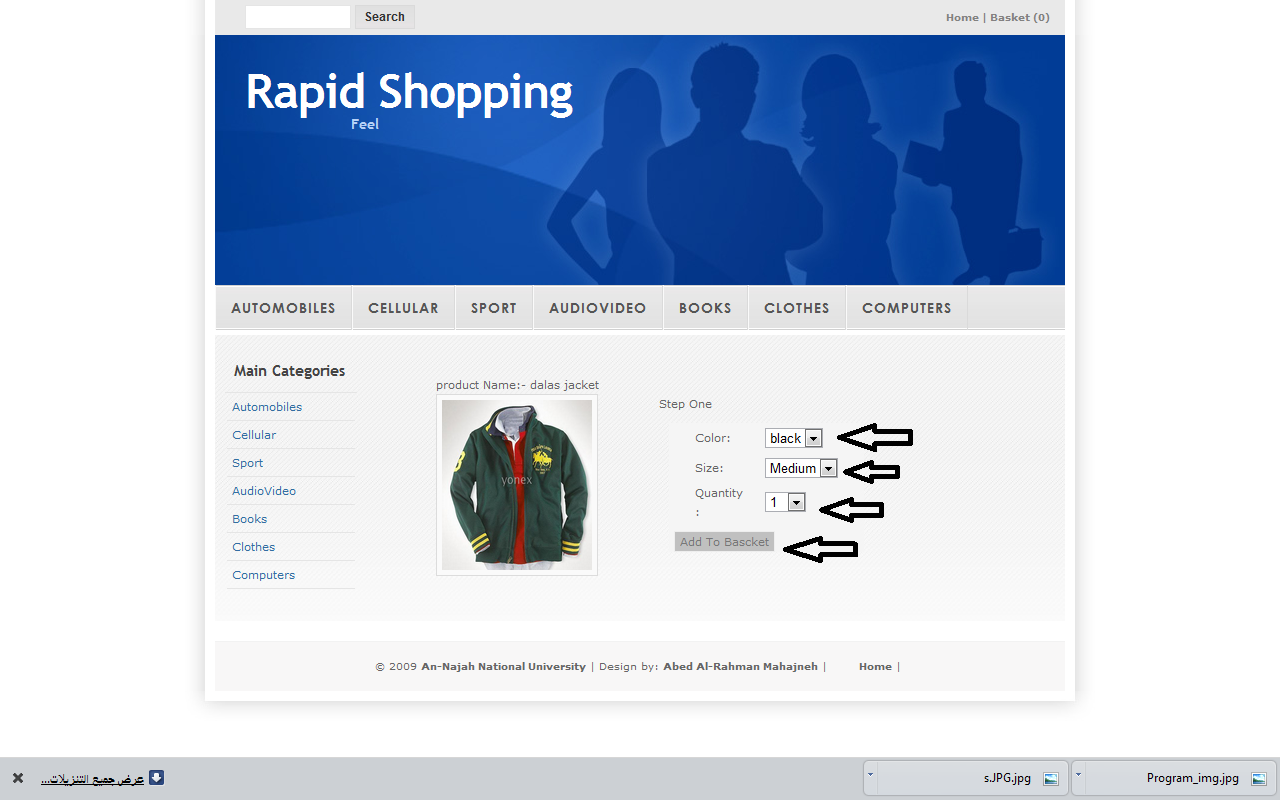 Search
Home | Basket (0)
Rapid Shopping
Feel
AUTOMOBILES CELLULAR SPORT AUDIOVIDEO BOOKS CLOTHES COMPUTERS
Main Categories
Automobiles
Cellular
Sport
AudioVideo
Books
Clothes
Computers
product Name:- dalas jacket
yonex
Step One
Color: black
Size: Medium
Quantity : 1
Add To Bascket
© 2009 An-Najah National University | Design by: Abed Al-Rahman Mahajneh | Home |
عرض جميع التنزيلات...
s.JPG.jpg
Program_img.jpg